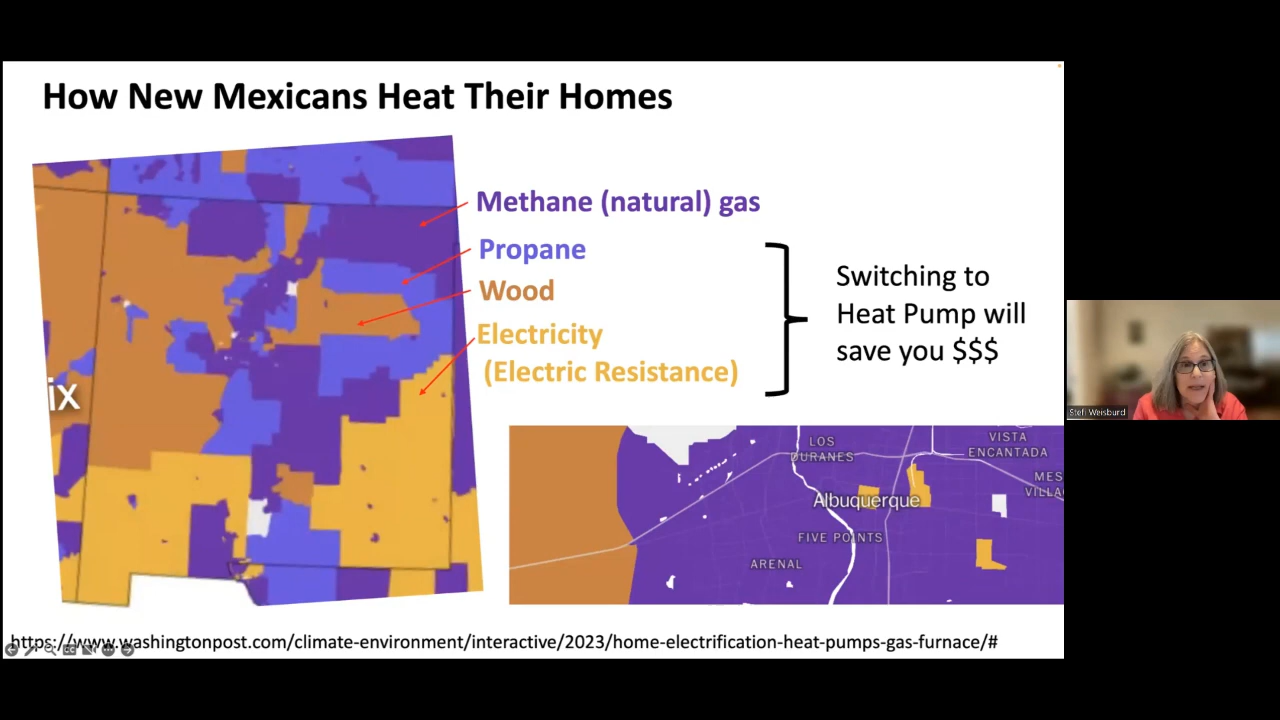 How New Mexicans Heat Their Homes
Methane (natural) gas
Propane
Wood
Electricity
(Electric Resistance)
Switching to
Heat Pump will
save you $$$
ix
LOS
DURANES
VISTA
ENCANTADA
MES
VILLA
Albuquerque
FIVE POINTS
ARENAL
Stefi Weisburd
https://www.washingtonpost.com/climate-environment/interactive/2023/home-electrification-heat-pumps-gas-furnace/#